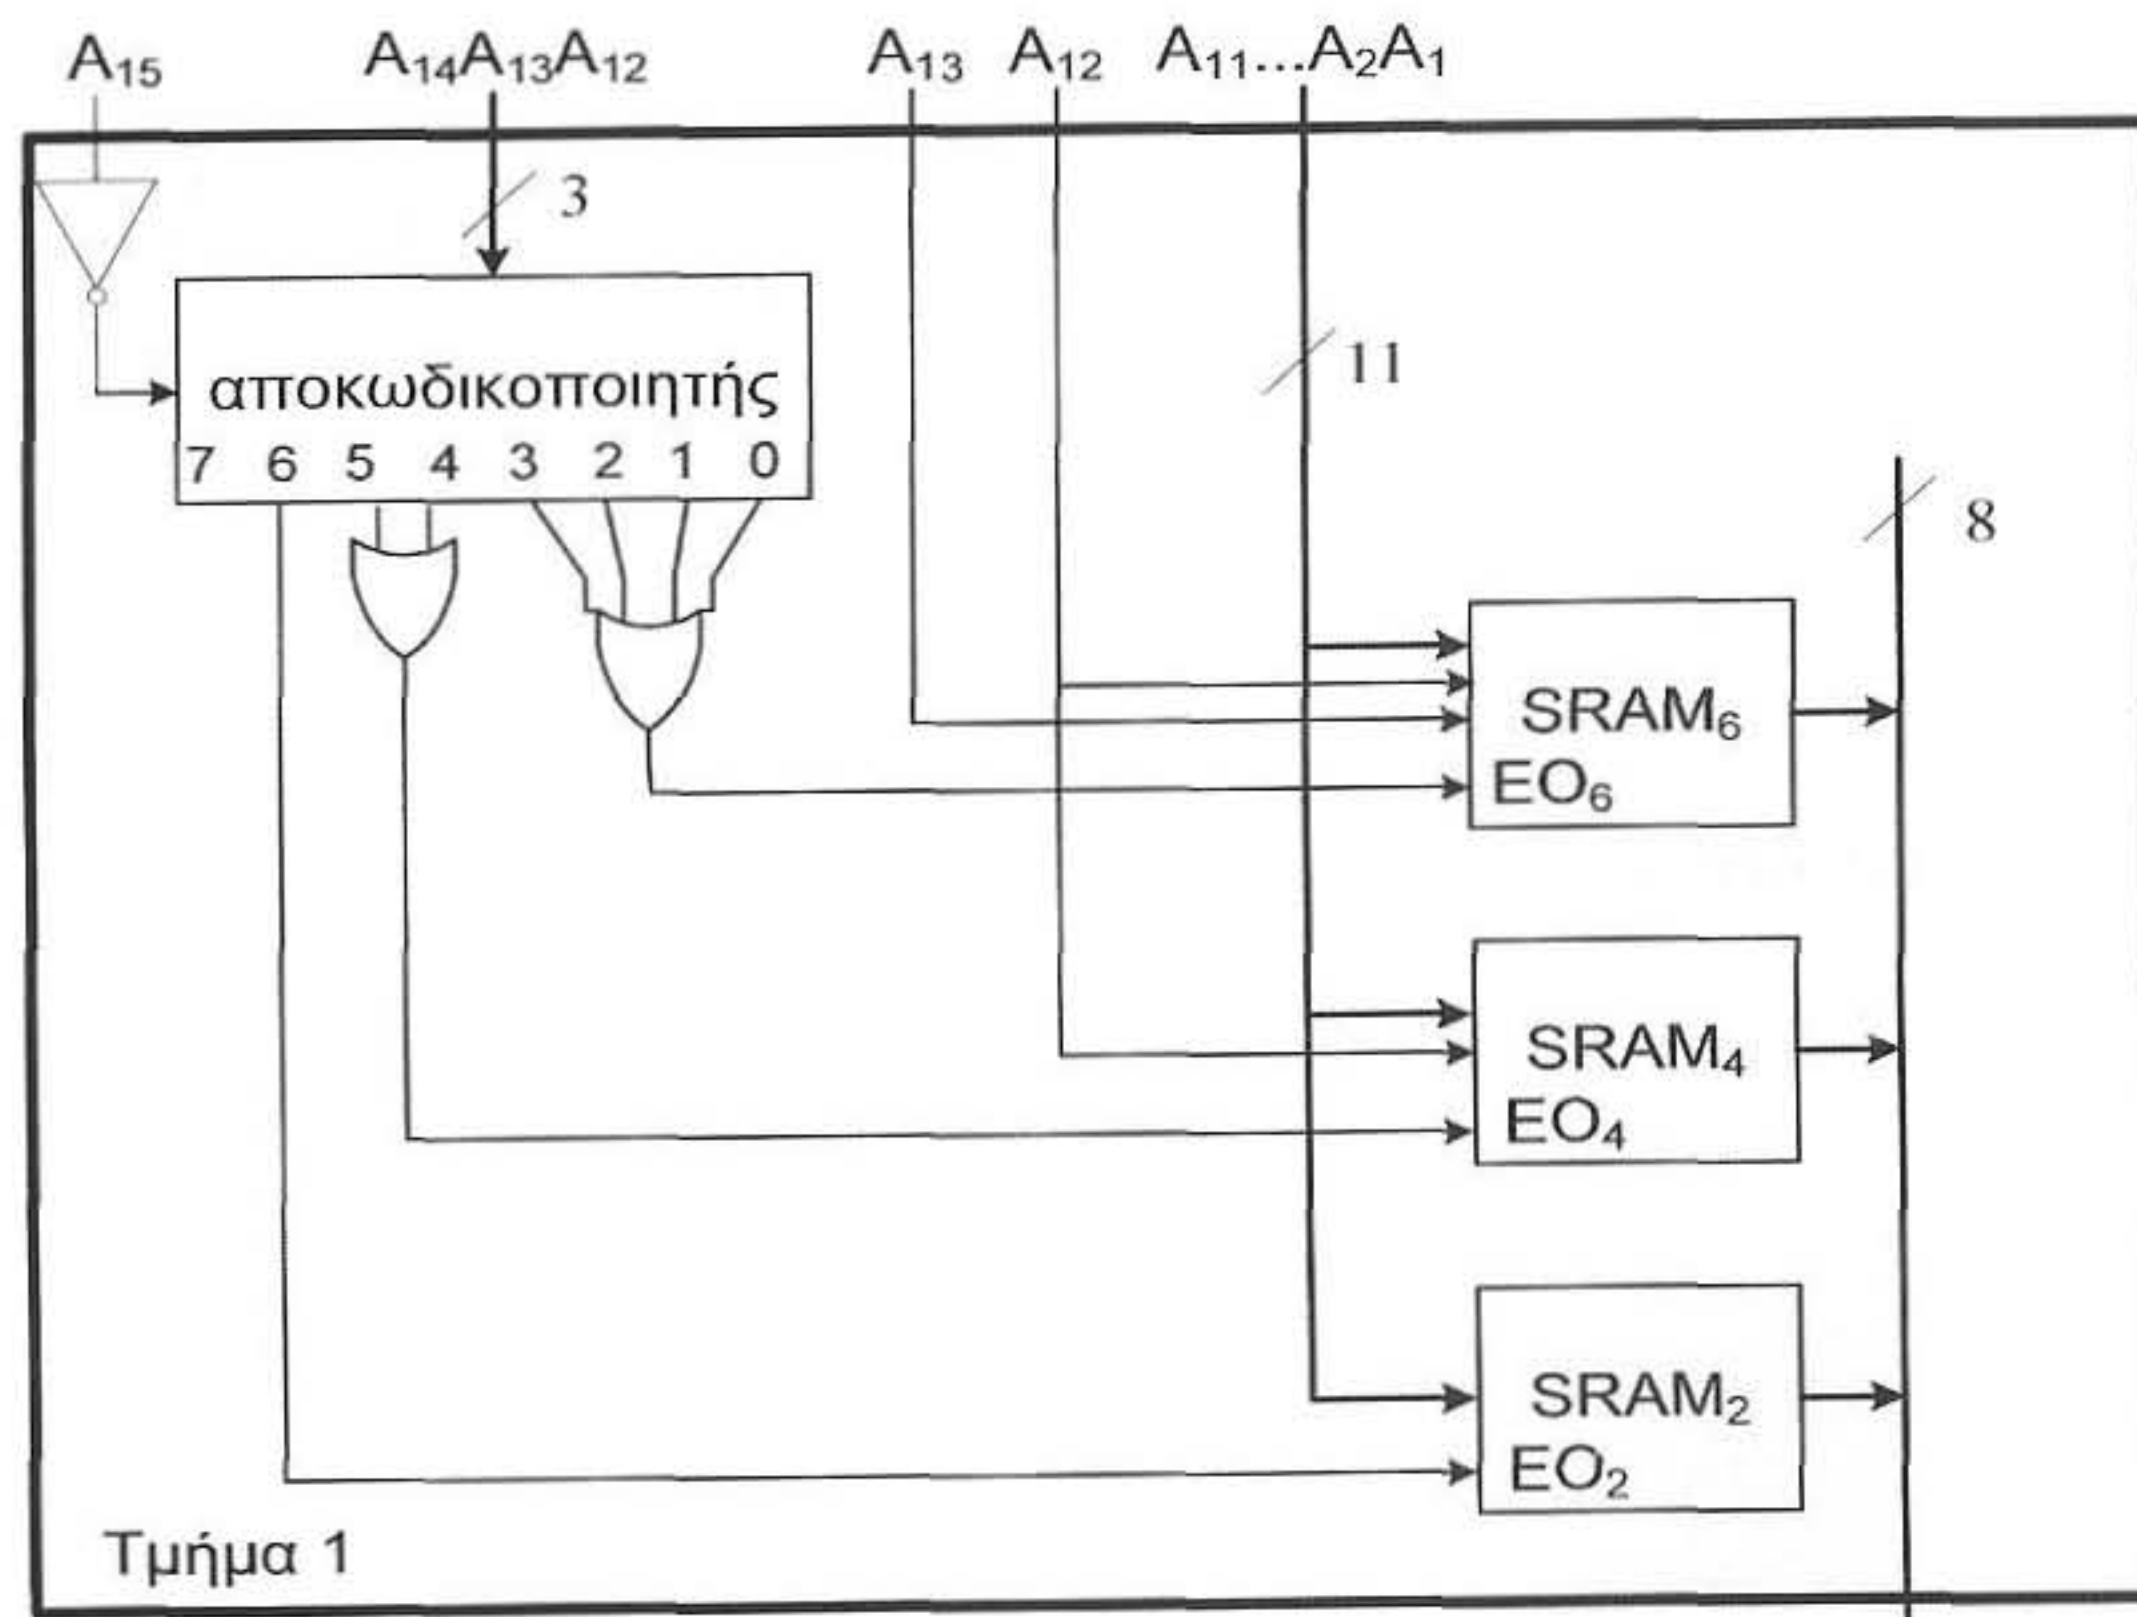 A₁₅ A₁₄A₁₃A₁₂ A₁₃ A₁₂ A₁₁...A₂A₁
3
αποκωδικοποιητής
7 6 5 4 3 2 1 0
11
8
SRAM₆
EO₆
SRAM₄
EO₄
SRAM₂
EO₂
Τμήμα 1